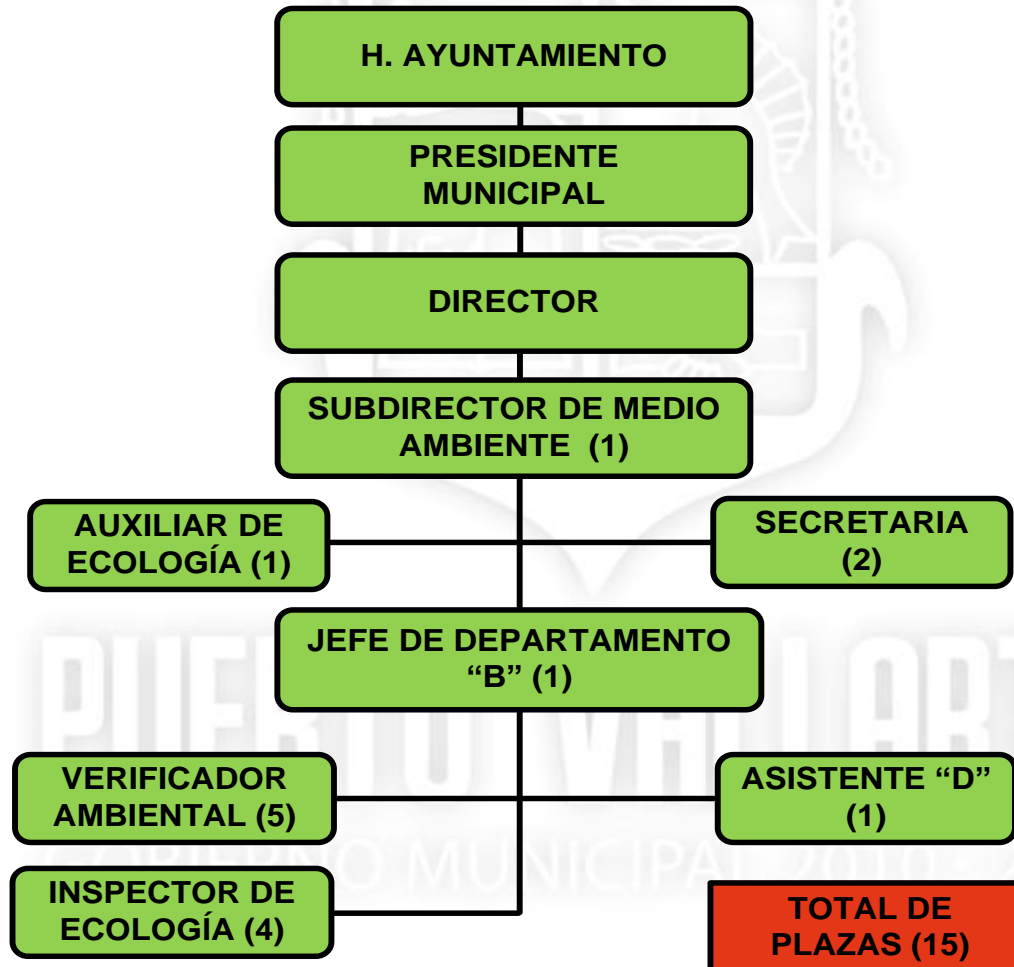 H. AYUNTAMIENTO
PRESIDENTE
MUNICIPAL
DIRECTOR
SUBDIRECTOR DE MEDIO
AMBIENTE (1)
AUXILIAR DE
ECOLOGÍA (1)
SECRETARIA
(2)
JEFE DE DEPARTAMENTO
“B” (1)
VERIFICADOR
AMBIENTAL (5)
ASISTENTE “D”
(1)
INSPECTOR DE
ECOLOGÍA (4)
TOTAL DE
PLAZAS (15)
MUNICIPAL